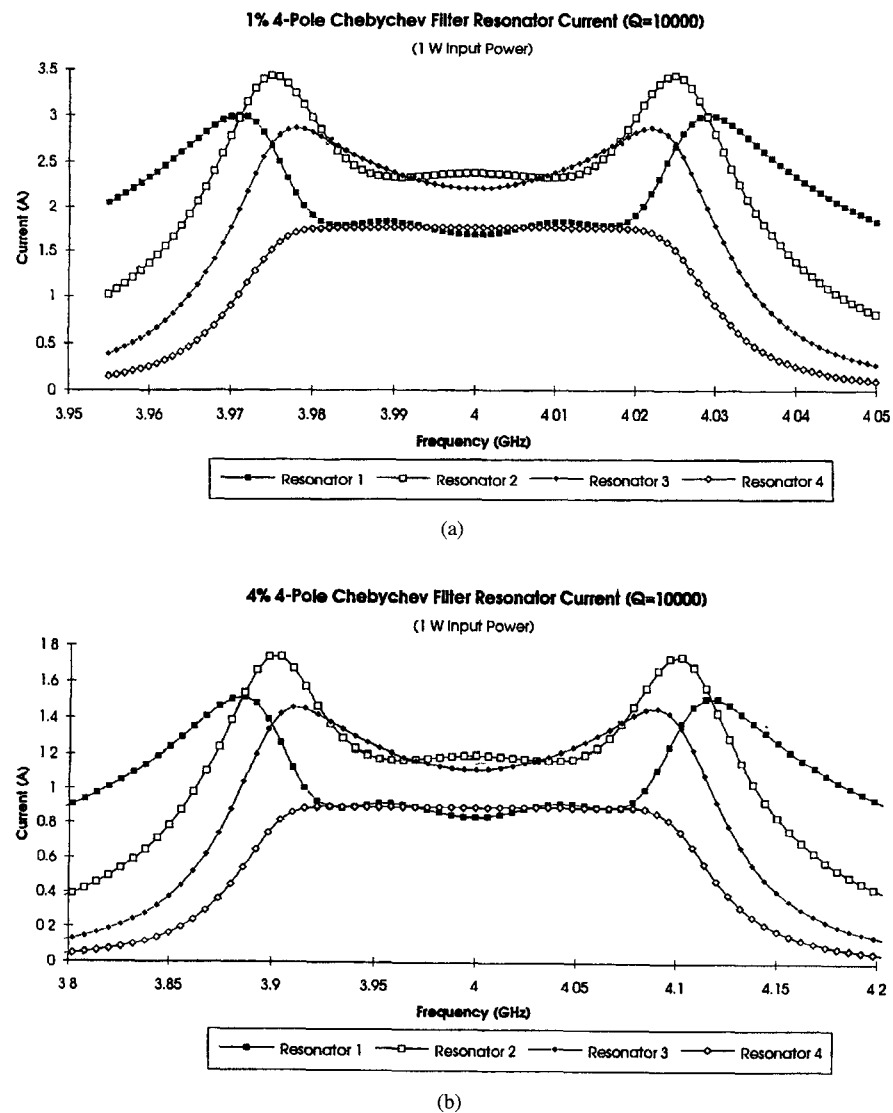 1% 4-Pole Chebychev Filter Resonator Current (Q=10000)
(1 W Input Power)
3.5
3
2.5
2
1.5
1
0 5
0
Current (A)
3.95 3.96 3.97 3.98 3.99 4 4 01 4 02 4.03 4 04 4 05
Frequency (GHz)
Resonator 1 Resonator 2 Resonator 3 Resonator 4
(a)
4% 4-Pole Chebychev Filter Resonator Current (Q=10000)
(1 W Input Power)
1 8
1.6
1.4
1.2
1
0.8
0.6
0.4
0 2
0
Current (A)
3 8 3.85 3.9 3.95 4 4 05 4.1 4.15 4 2
Frequency (GHz)
Resonator 1 Resonator 2 Resonator 3 Resonator 4
(b)